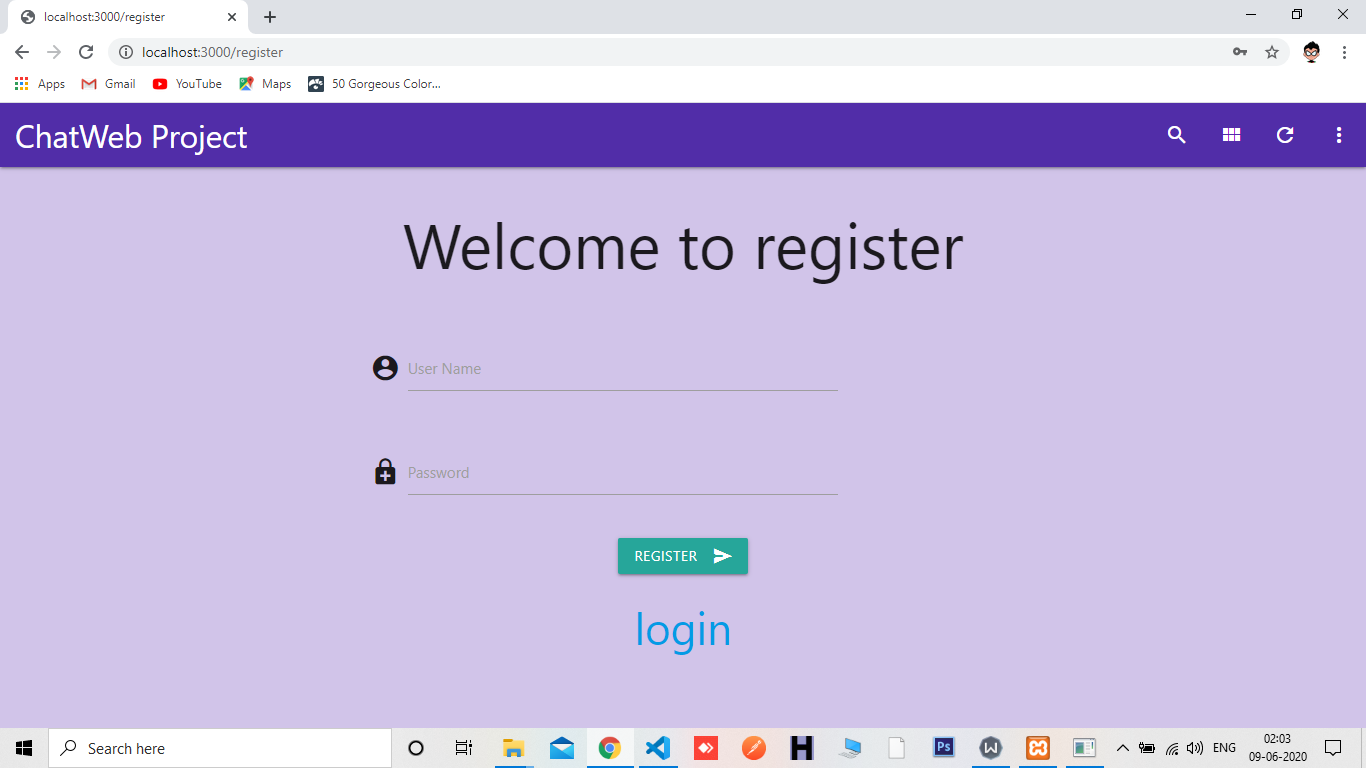 localhost:3000/register
localhost:3000/register
Apps Gmail YouTube Maps 50 Gorgeous Color...
ChatWeb Project
Welcome to register
User Name
Password
REGISTER
login
Search here
Ps
ENG
02:03
09-06-2020